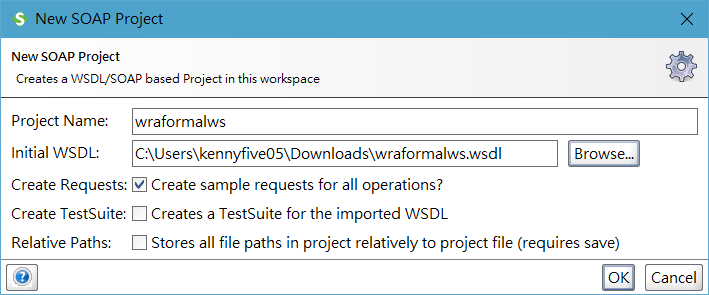 New SOAP Project
New SOAP Project
Creates a WSDL/SOAP based Project in this workspace
Project Name: wraformalws
Initial WSDL: C:\Users\kennyfive05\Downloads\wraformalws.wsdl Browse...
Create Requests: Create sample requests for all operations?
Create TestSuite: Creates a TestSuite for the imported WSDL
Relative Paths: Stores all file paths in project relatively to project file (requires save)
? OK Cancel